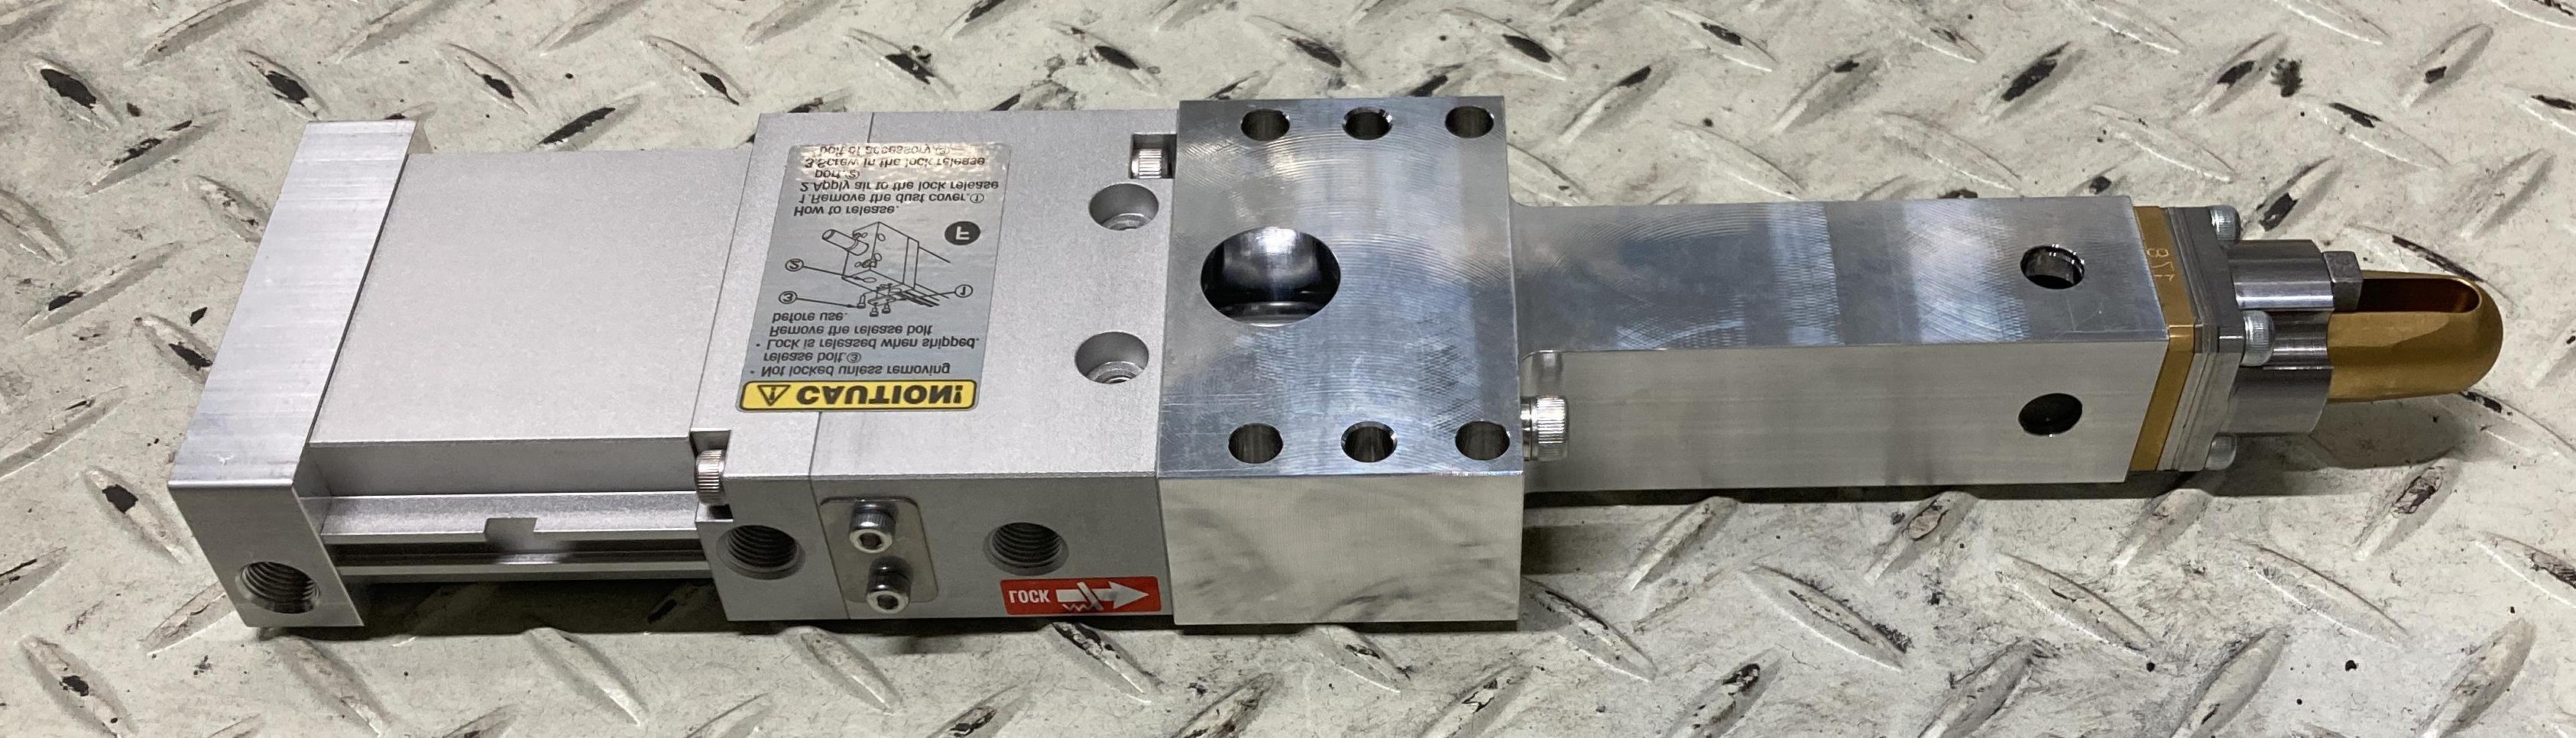 CAUTION!
* Not locked unless removing
release bolt.③
* Lock is released when shipped.
Remove the release bolt
before use.
③
①
②
F
How to release.
1.Remove the dust cover.①
2.Apply air to the lock release
port.②
3.Screw in the lock release
bolt of accessory.③
LOCK